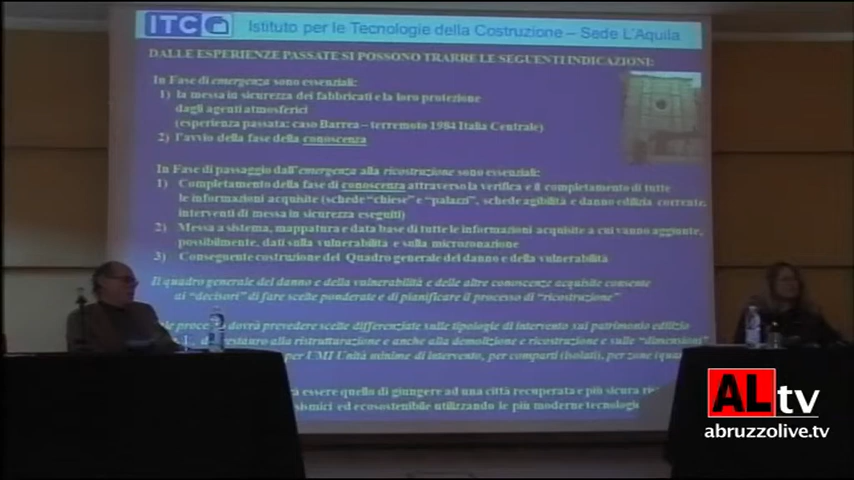 ITC Istituto per le Tecnologie della Costruzione – Sede L'Aquila
DALLE ESPERIENZE PASSATE SI POSSONO TRARRE LE SEGUENTI INDICAZIONI:
In Fase di emergenza sono essenziali:
1) la messa in sicurezza dei fabbricati e la loro protezione
dagli agenti atmosferici
(esperienza passata: caso Barrea – terremoto 1984 Italia Centrale)
2) l'avvio della fase della conoscenza
In Fase di passaggio dall'emergenza alla ricostruzione sono essenziali:
1) Completamento della fase di conoscenza attraverso la verifica e il completamento di tutte
le informazioni acquisite (schede "chiese" e "palazzi", schede agibilità e danno edilizia corrente,
interventi di messa in sicurezza eseguiti)
2) Messa a sistema, mappatura e data base di tutte le informazioni acquisite a cui vanno aggiunte,
possibilmente, dati sulla vulnerabilità e sulla microzonazione
3) Conseguente costruzione del Quadro generale del danno e della vulnerabilità
Il quadro generale del danno e della vulnerabilità e delle altre conoscenze acquisite consente
ai "decisori" di fare scelte ponderate e di pianificare il processo di "ricostruzione"
dovrà prevedere scelte differenziate sulle tipologie di intervento sul patrimonio edilizio
restauro alla ristrutturazione e anche alla demolizione e ricostruzione e sulle "dimensioni"
per UMI Unità minime di intervento, per comparti (isolati), per zone
essere quello di giungere ad una città recuperata e più sicura
sismici ed ecosostenibile utilizzando le più moderne tecnologie
ALtv
abruzzolive.tv